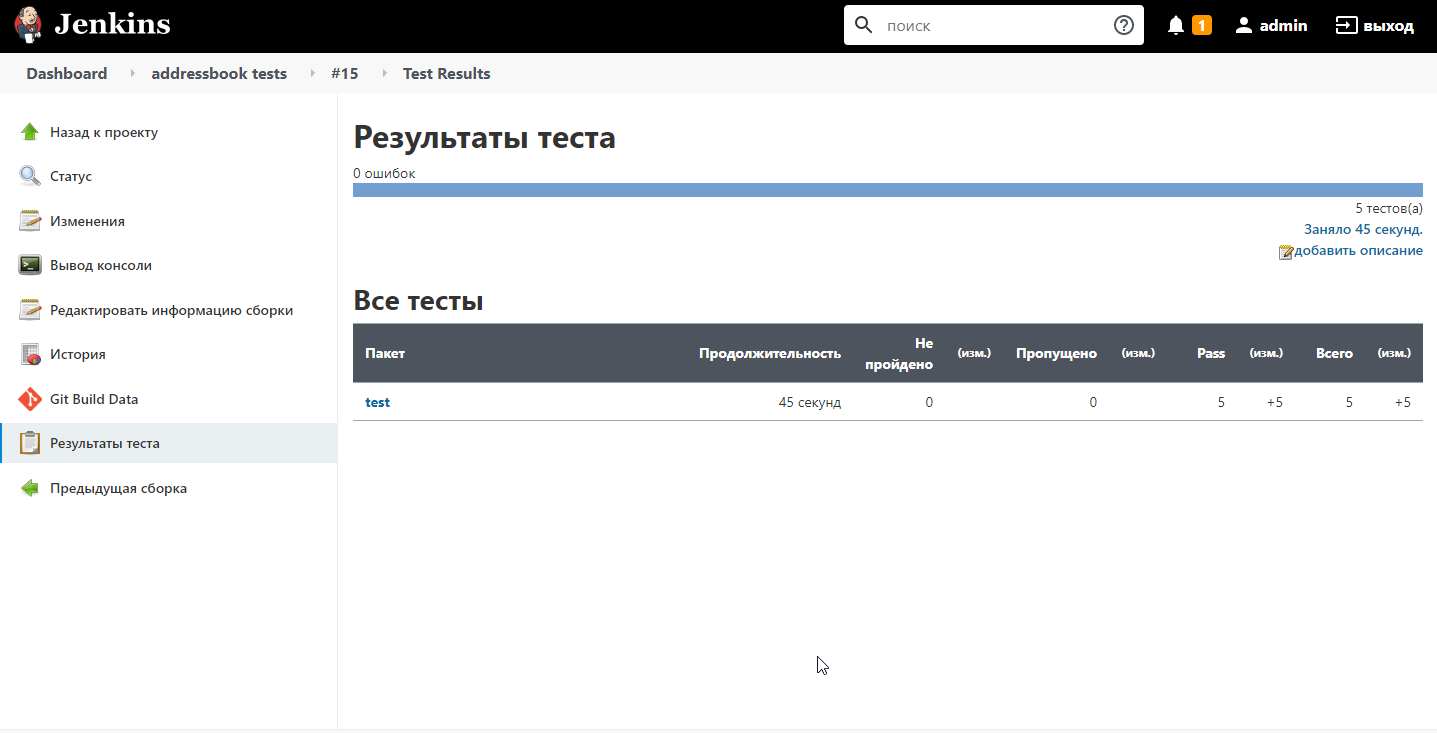 Jenkins
поиск
1
admin
выход
Dashboard
addressbook tests
#15
Test Results
Назад к проекту
Статус
Изменения
Вывод консоли
Редактировать информацию сборки
История
Git Build Data
Результаты теста
Предыдущая сборка
Результаты теста
0 ошибок
5 тестов(а)
Заняло 45 секунд.
добавить описание
Все тесты
Пакет Продолжительность Не пройдено (изм.) Пропущено (изм.) Pass (изм.) Всего (изм.)
test 45 секунд 0 0 5 +5 5 +5